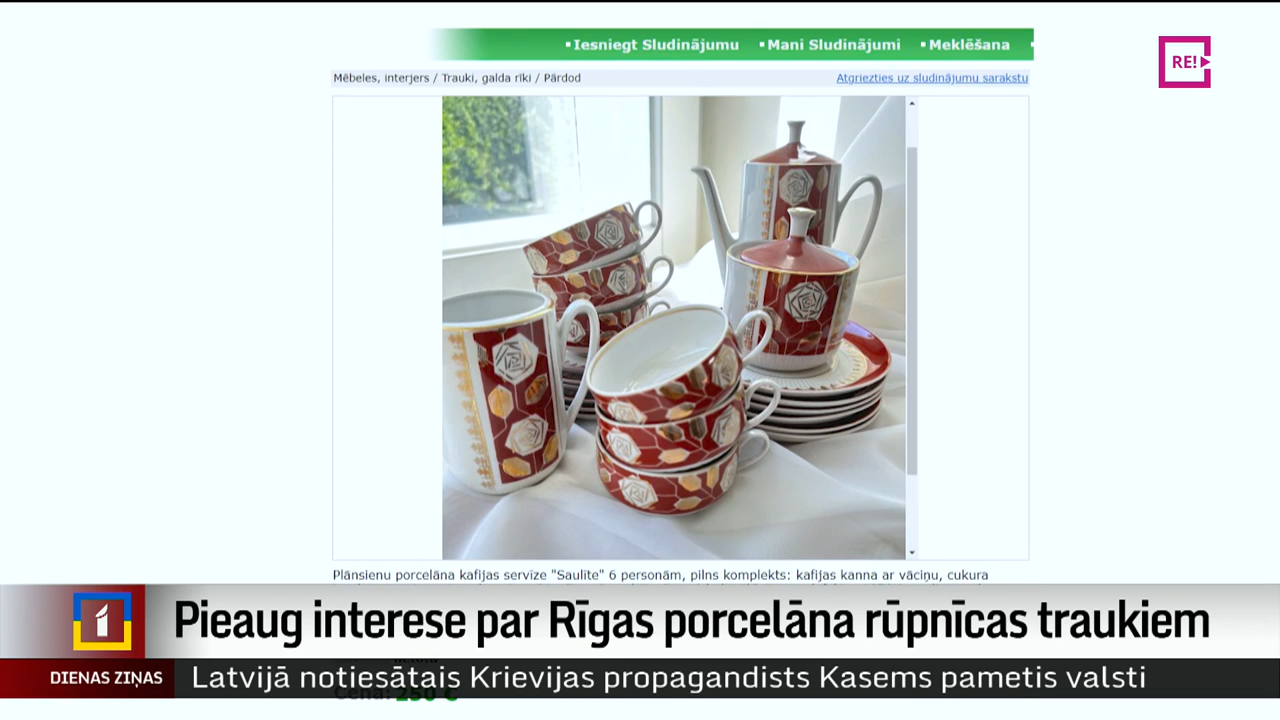 Iesniegt Sludinājumu Mani Sludinājumi Meklēšana
RE!
Mēbeles, interjers / Trauki, galda rīki / Pārdod
Atgriezties uz sludinājumu sarakstu
Plānsienu porcelāna kafijas servīze "Saulīte" 6 personām, pilns komplekts: kafijas kanna ar vāciņu, cukura
1
Pieaug interese par Rīgas porcelāna rūpnīcas traukiem
DIENAS ZIŅAS
Latvijā notiesātais Krievijas propagandists Kasems pametis valsti
Cena: 250 €